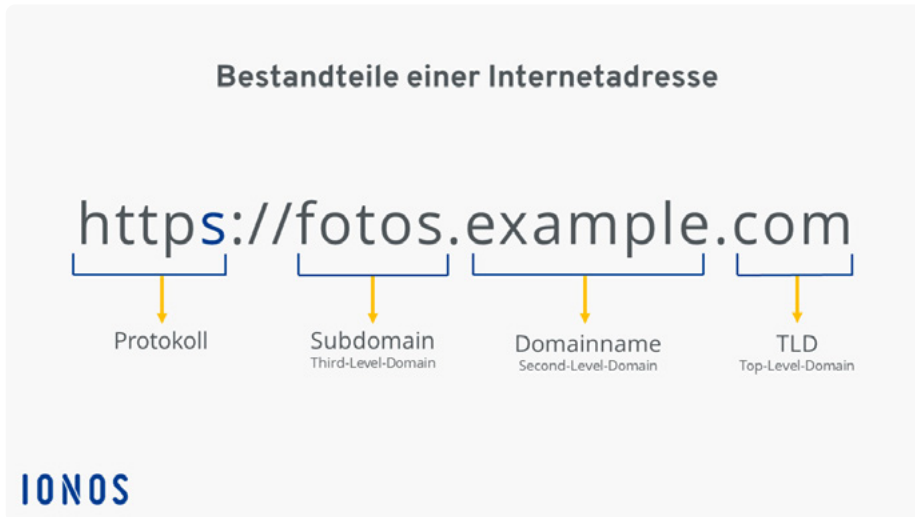 Bestandteile einer Internetadresse
https://fotos.example.com
Protokoll
Subdomain
Third-Level-Domain
Domainname
Second-Level-Domain
TLD
Top-Level-Domain
IONOS